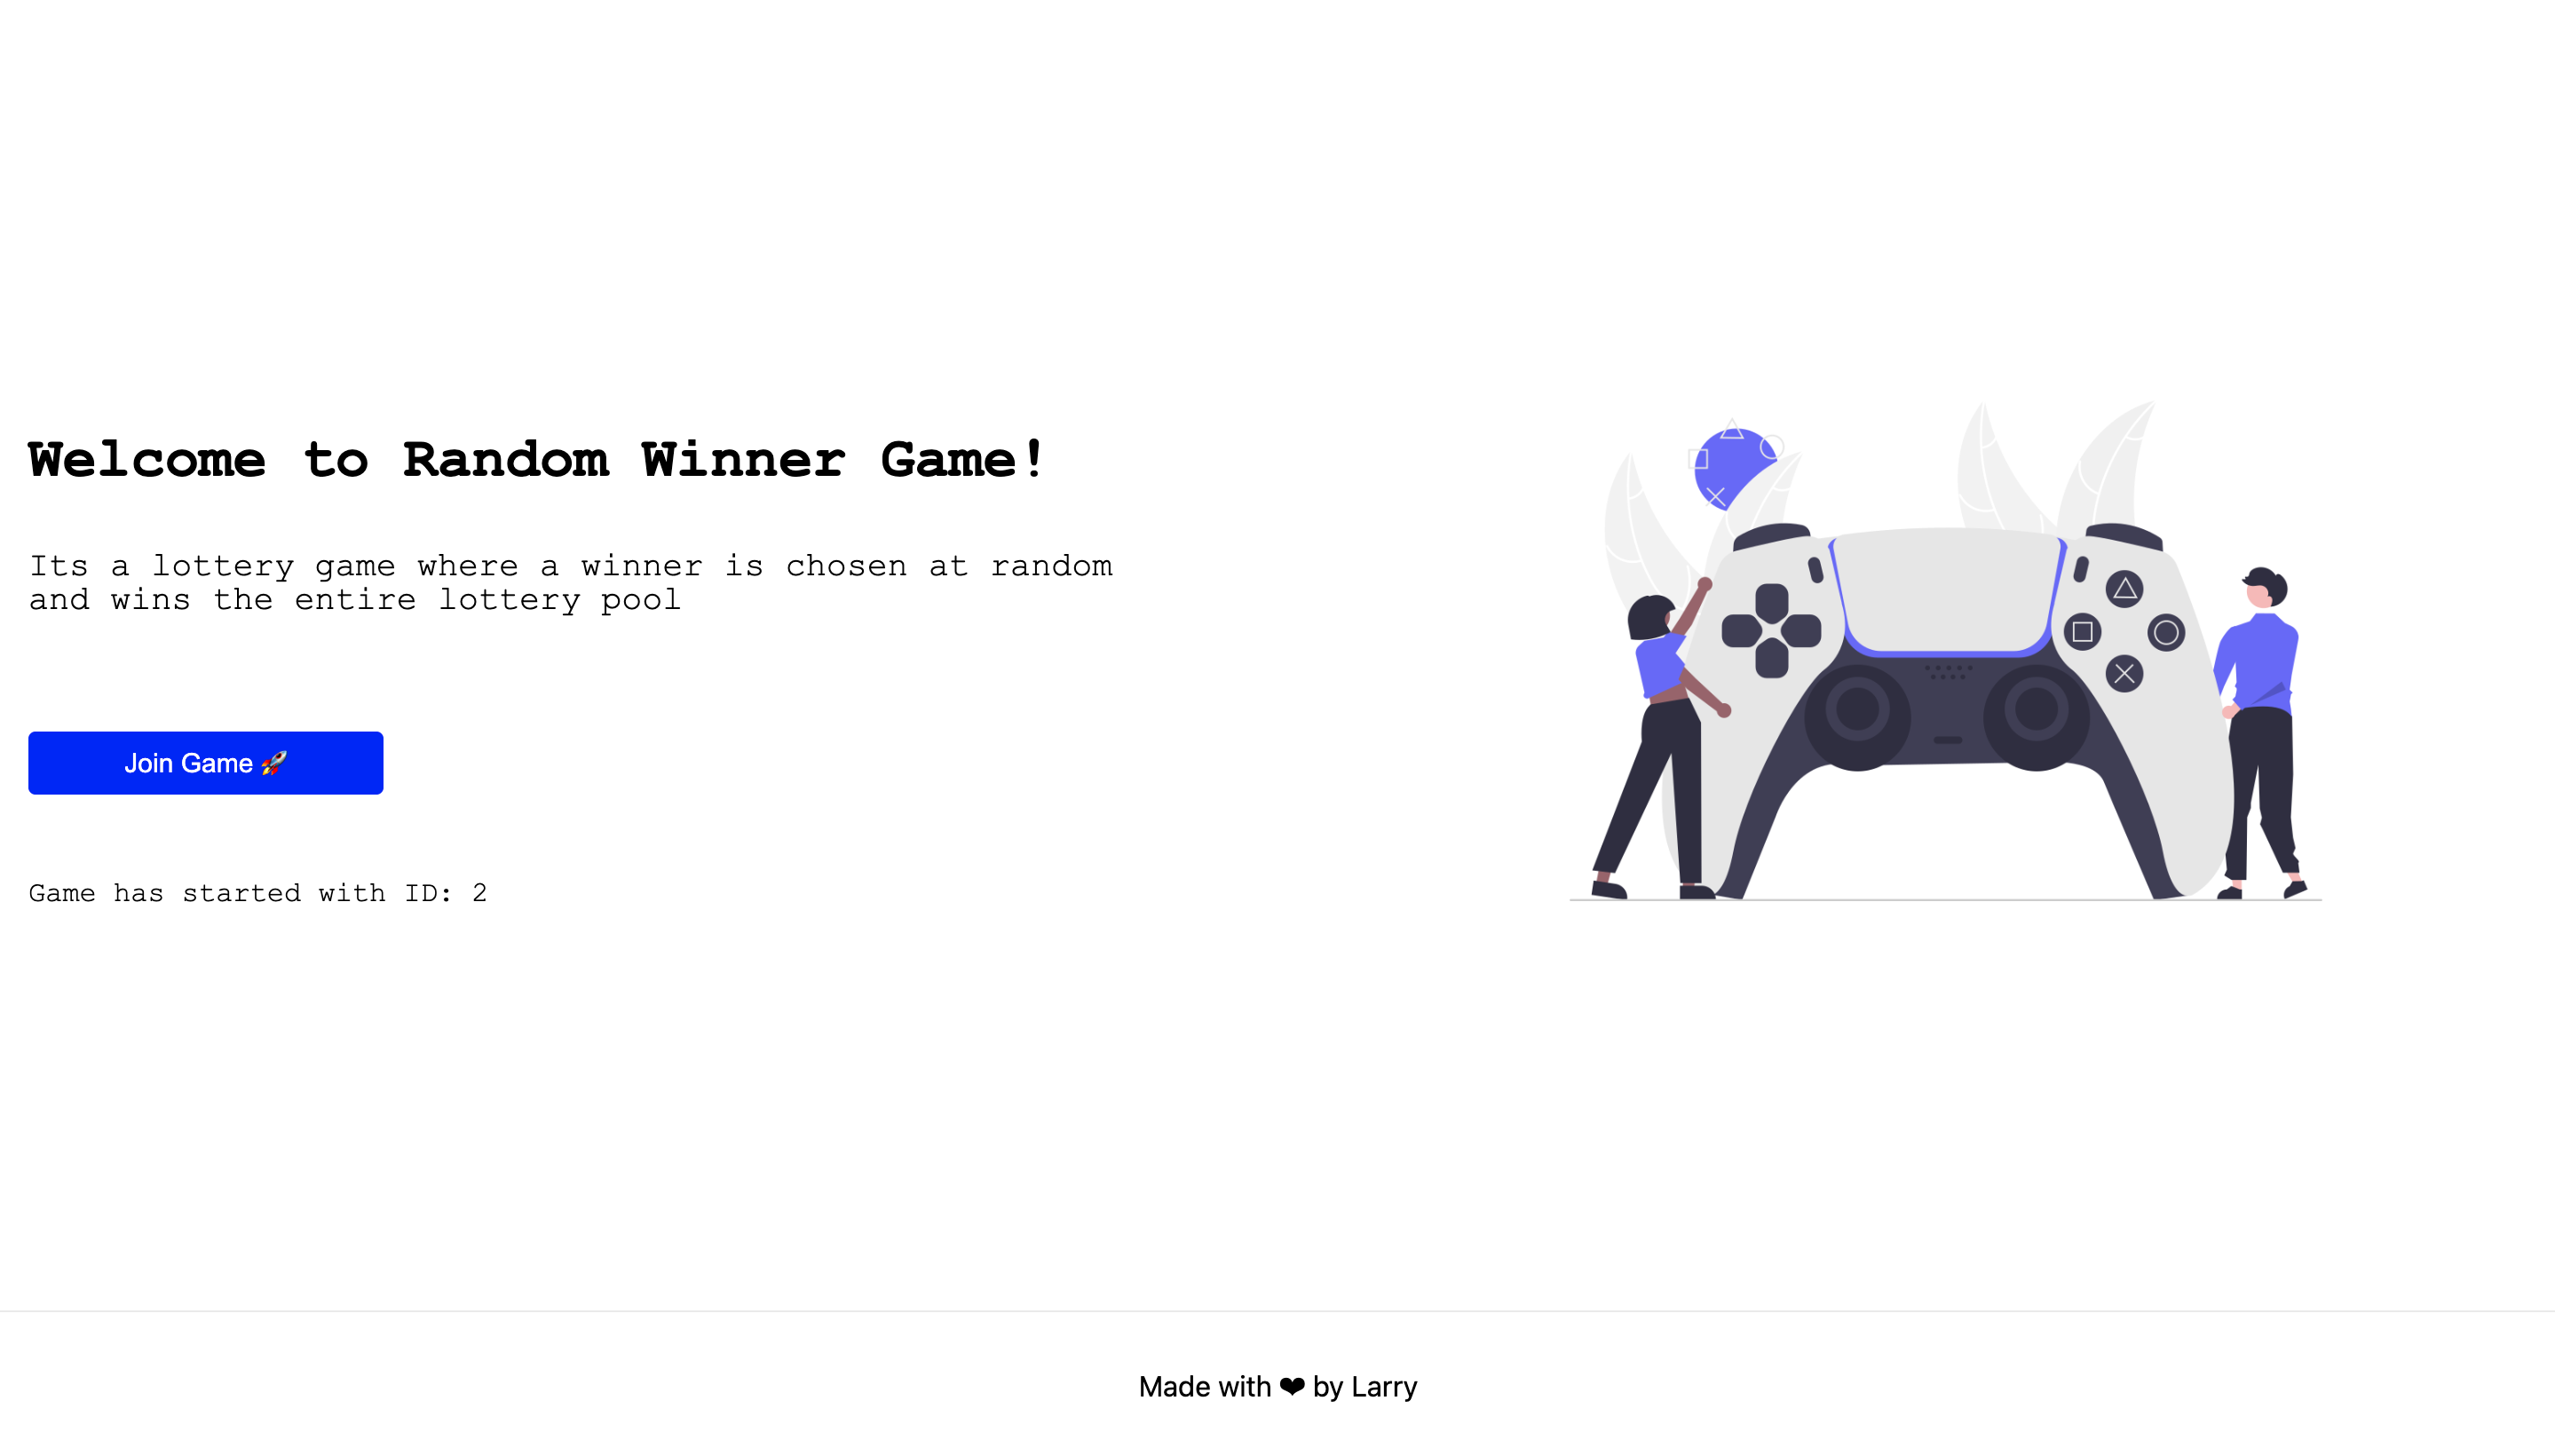 Welcome to Random Winner Game!
Its a lottery game where a winner is chosen at random
and wins the entire lottery pool
Join Game 🚀
Game has started with ID: 2
Made with ❤ by Larry